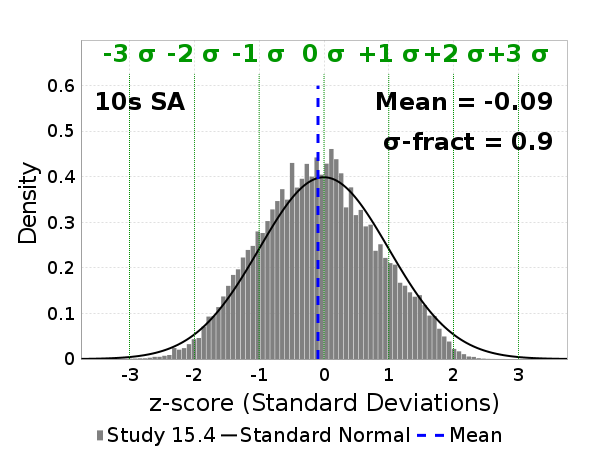 -3 σ -2 σ -1 σ 0 σ +1 σ +2 σ +3 σ
0.6
10s SA
Mean = -0.09
0.5
σ-fract = 0.9
0.4
0.3
0.2
0.1
0
Density
-3 -2 -1 0 1 2 3
z-score (Standard Deviations)
Study 15.4 Standard Normal Mean